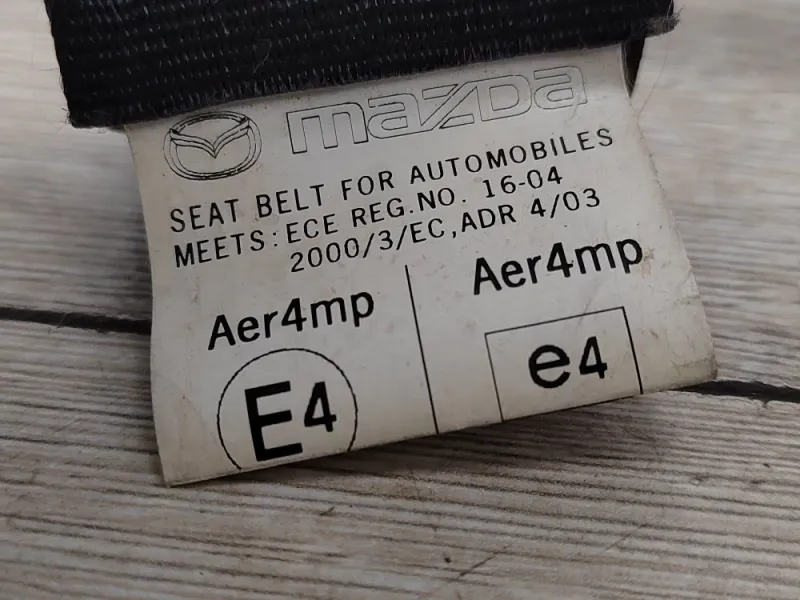 mazda
SEAT BELT FOR AUTOMOBILES
MEETS: ECE REG.NO. 16-04
2000/3/EC, ADR 4/03
Aer4mp
Aer4mp
E4
e4